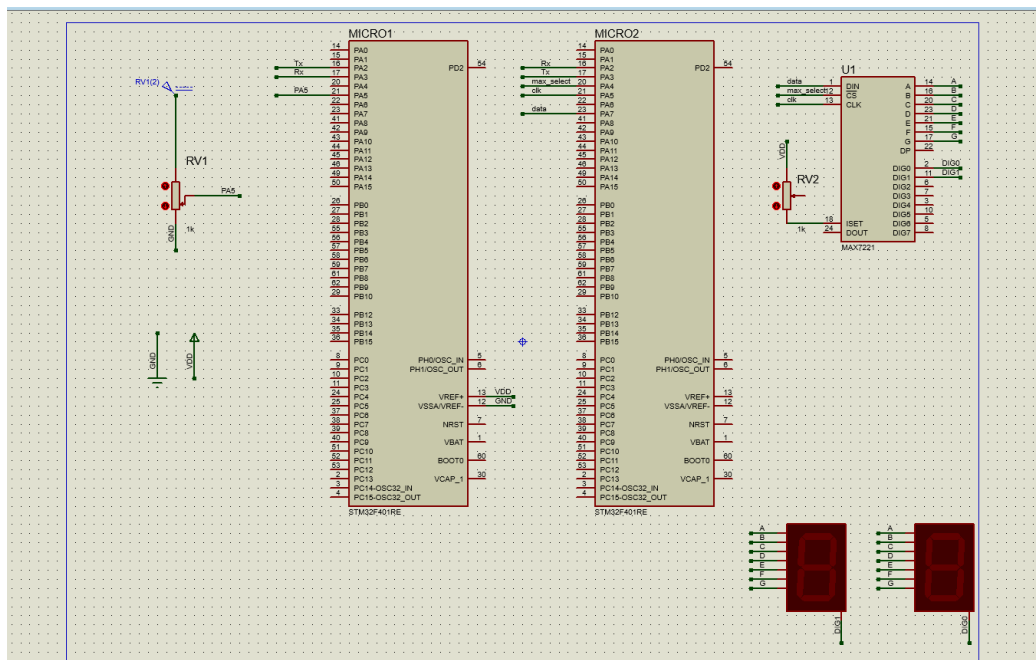 MICRO1
14 PA0
15 PA1
Tx 16 PA2
Rx 17 PA3
20 PA4
PA5 21 PA5
22 PA6
23 PA7
41 PA8
42 PA9
43 PA10
44 PA11
45 PA12
46 PA13
49 PA14
50 PA15
26 PB0
27 PB1
28 PB2
55 PB3
56 PB4
57 PB5
58 PB6
59 PB7
61 PB8
62 PB9
29 PB10
33 PB12
34 PB13
35 PB14
36 PB15
8 PC0
9 PC1
10 PC2
11 PC3
24 PC4
25 PC5
37 PC6
38 PC7
39 PC8
40 PC9
51 PC10
52 PC11
53 PC12
2 PC13
3 PC14-OSC32_IN
4 PC15-OSC32_OUT
PD2 54
PH0/OSC_IN 5
PH1/OSC_OUT 6
VREF+ 13 VDD
VSSA/VREF- 12 GND
NRST 7
VBAT 1
BOOT0 60
VCAP_1 30
STM32F401RE
MICRO2
14 PA0
15 PA1
Rx 16 PA2
Tx 17 PA3
max_select 20 PA4
clk 21 PA5
22 PA6
data 23 PA7
41 PA8
42 PA9
43 PA10
44 PA11
45 PA12
46 PA13
49 PA14
50 PA15
26 PB0
27 PB1
28 PB2
55 PB3
56 PB4
57 PB5
58 PB6
59 PB7
61 PB8
62 PB9
29 PB10
33 PB12
34 PB13
35 PB14
36 PB15
8 PC0
9 PC1
10 PC2
11 PC3
24 PC4
25 PC5
37 PC6
38 PC7
39 PC8
40 PC9
51 PC10
52 PC11
53 PC12
2 PC13
3 PC14-OSC32_IN
4 PC15-OSC32_OUT
PD2 54
PH0/OSC_IN 5
PH1/OSC_OUT 6
VREF+ 13
VSSA/VREF- 12
NRST 7
VBAT 1
BOOT0 60
VCAP_1 30
STM32F401RE
RV1(2)
RV1
PA5
1k
GND
GND
VDD
U1
data 1 DIN
max_select 12 CS
clk 13 CLK
18 ISET
24 DOUT
A 14 A
B 16 B
C 20 C
D 23 D
E 21 E
F 15 F
G 17 G
DP 22
DIG0 2 DIG0
DIG1 11 DIG1
DIG2 6
DIG3 7
DIG4 3
DIG5 10
DIG6 5
DIG7 8
MAX7221
VDD
RV2
1k
A
B
C
D
E
F
G
DIG1
A
B
C
D
E
F
G
DIG0